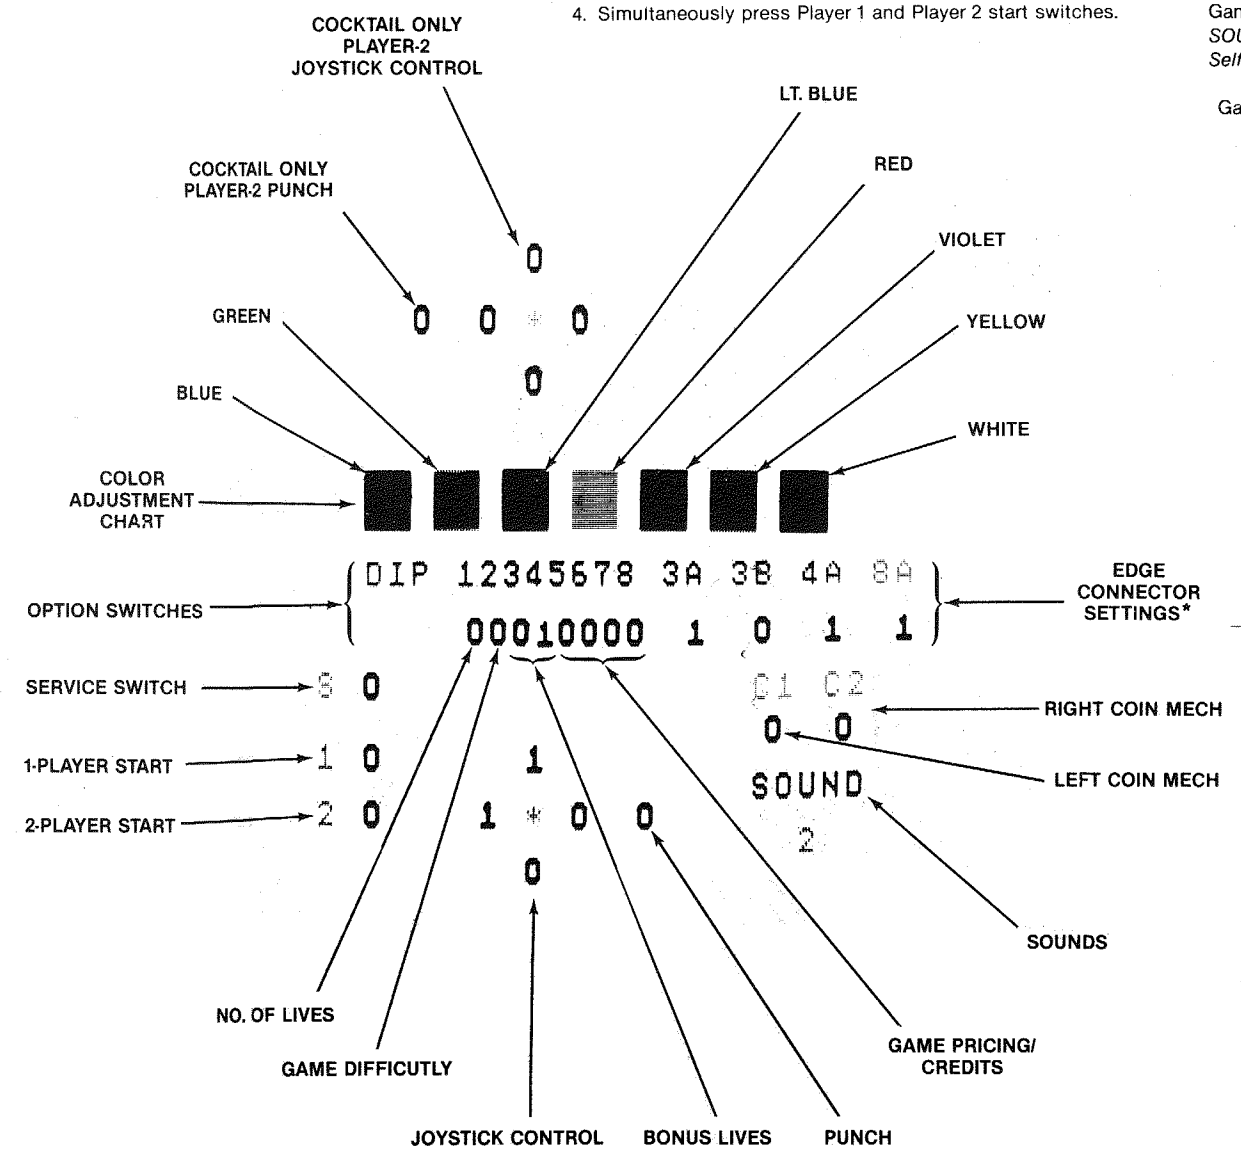 4. Simultaneously press Player 1 and Player 2 start switches.
COCKTAIL ONLY
PLAYER-2
JOYSTICK CONTROL
LT. BLUE
RED
COCKTAIL ONLY
PLAYER-2 PUNCH
VIOLET
0
GREEN
0 0 * 0
YELLOW
0
BLUE
WHITE
COLOR
ADJUSTMENT
CHART
DIP 12345678 3A 3B 4A 8A
EDGE
CONNECTOR
SETTINGS*
OPTION SWITCHES
00010000 1 0 1 1
SERVICE SWITCH
S 0
C1 C2
RIGHT COIN MECH
0 0
1-PLAYER START
1 0
1
LEFT COIN MECH
SOUND
2-PLAYER START
2 0
1 * 0 0
2
0
SOUNDS
NO. OF LIVES
GAME DIFFICUTLY
GAME PRICING/
CREDITS
JOYSTICK CONTROL
BONUS LIVES
PUNCH